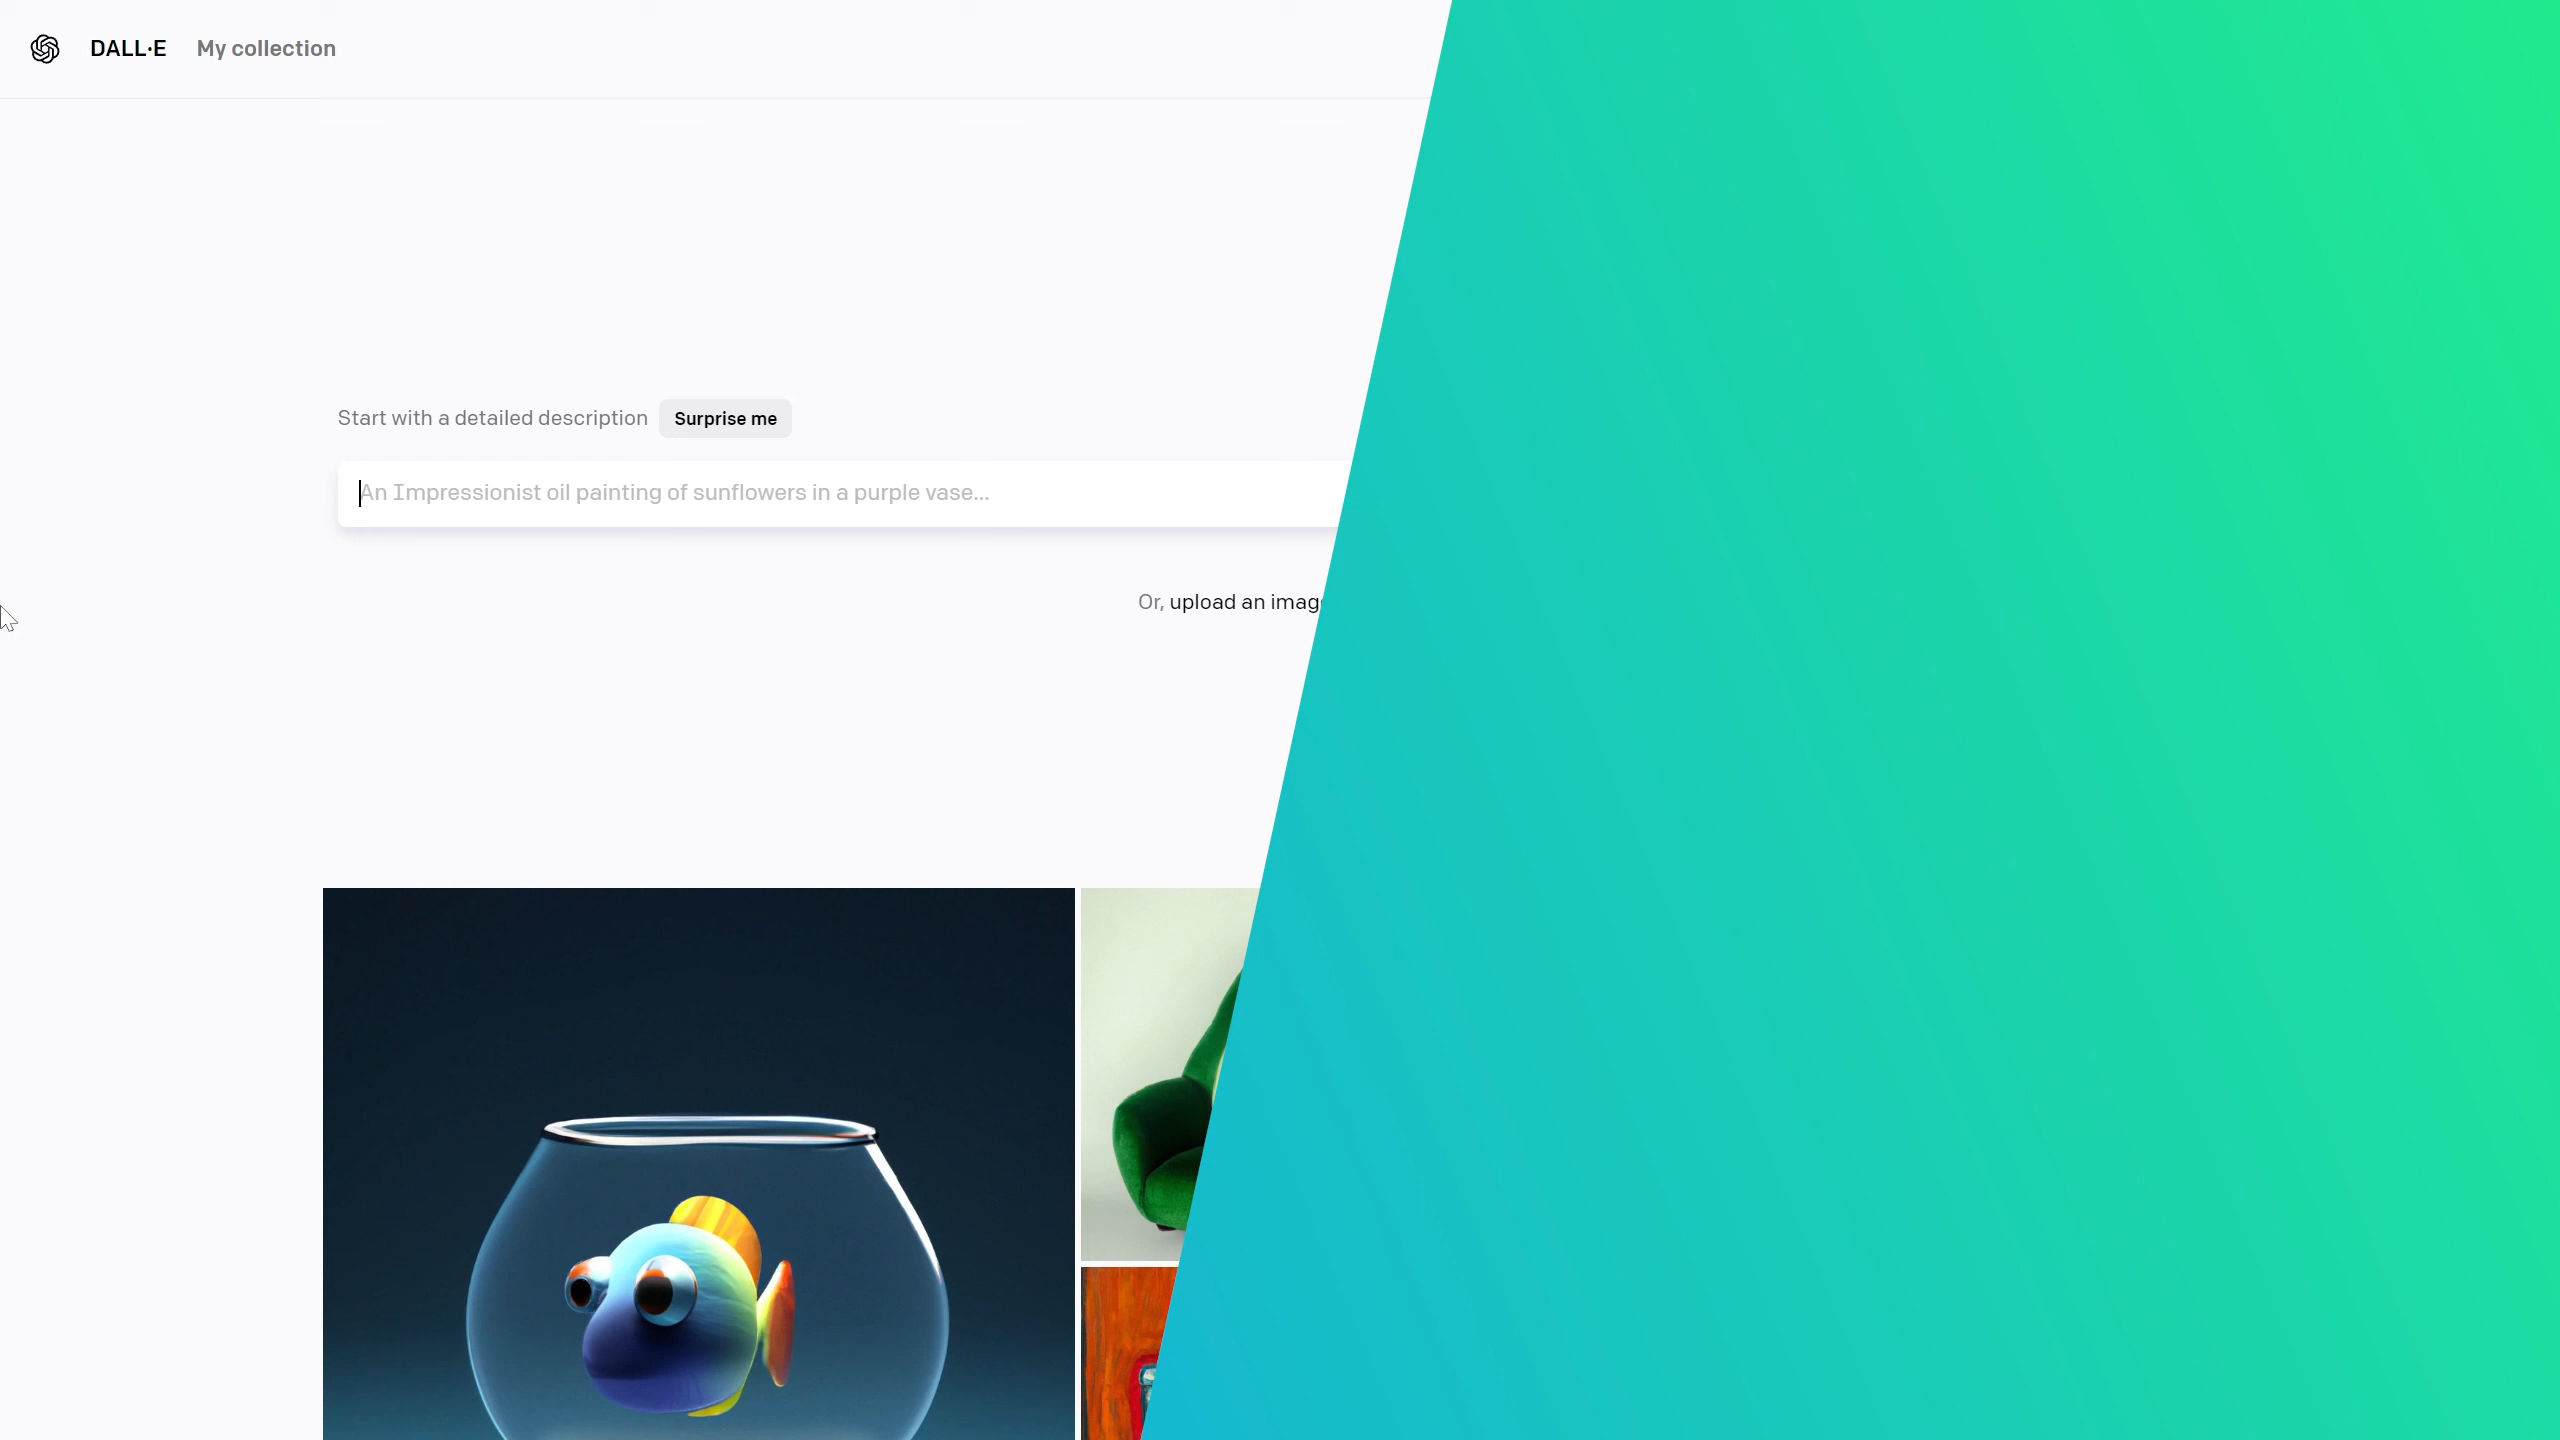 DALL·E My collection
Start with a detailed description Surprise me
An Impressionist oil painting of sunflowers in a purple vase...
Or, upload an